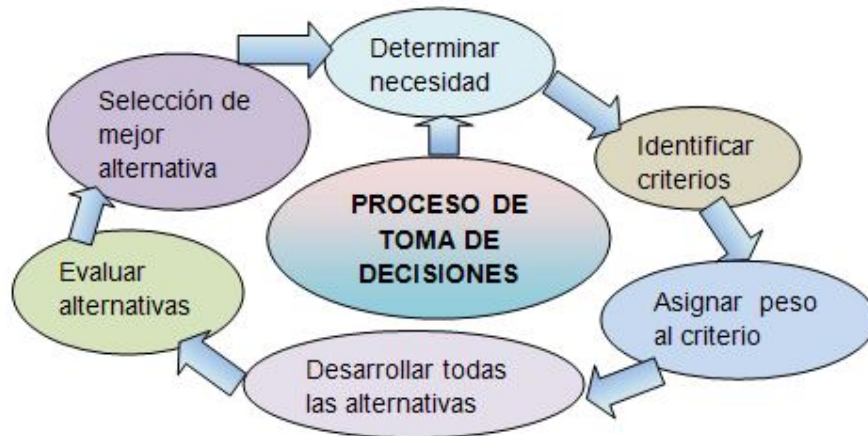 Determinar
necesidad
Identificar
criterios
Asignar peso
al criterio
Desarrollar todas
las alternativas
Evaluar
alternativas
Selección de
mejor
alternativa
PROCESO DE
TOMA DE
DECISIONES